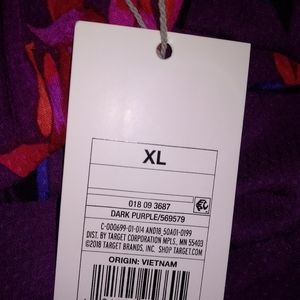 XL
018 09 3687
DARK PURPLE/569579
C-000699-01-014 AND18_50A01-0199
DIST. BY TARGET CORPORATION MPLS., MN 55403
©2018 TARGET BRANDS, INC. SHOP TARGET.COM
ORIGIN: VIETNAM